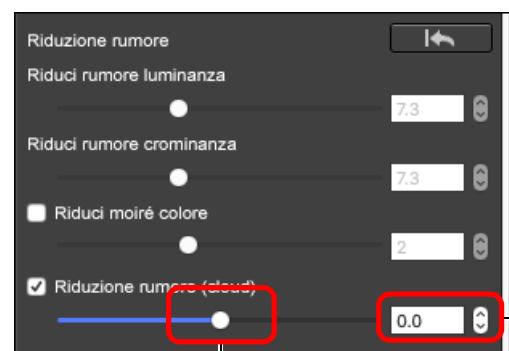 Riduzione rumore
Riduci rumore luminanza
7.3
Riduci rumore crominanza
7.3
Riduci moiré colore
2
Riduzione rumore (cloud)
0.0